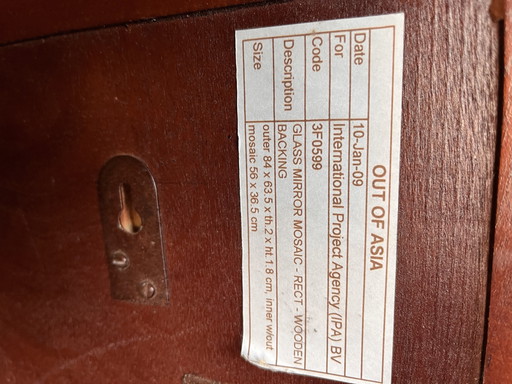 OUT OF ASIA
Date 10-Jan-09
For International Project Agency (IPA) BV
Code 3F0599
Description GLASS MIRROR MOSAIC - RECT - WOODEN
BACKING
Size outer 84 x 63.5 x th.2 x ht.1.8 cm, inner w/out
mosaic 56 x 36.5 cm